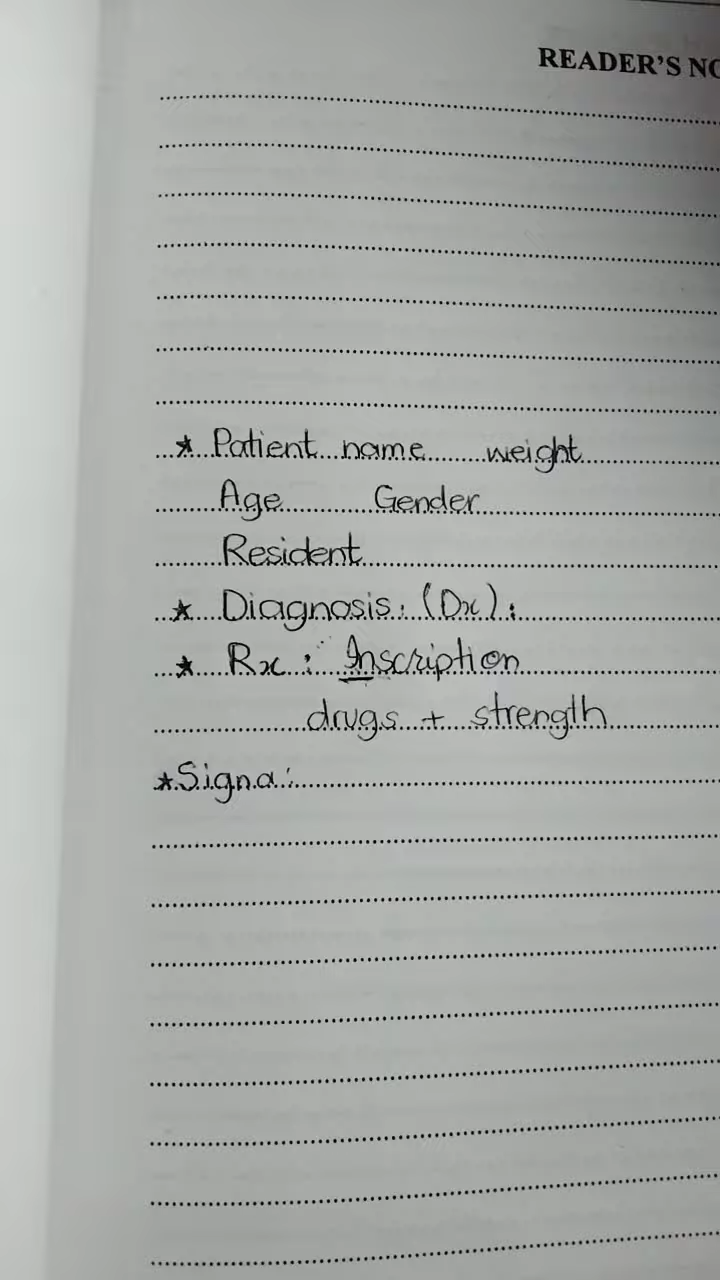 READER'S NO
* Patient name weight
Age Gender
Resident
* Diagnosis: (Dx):
* Rx: Inscription
drugs + strength
* Signa: